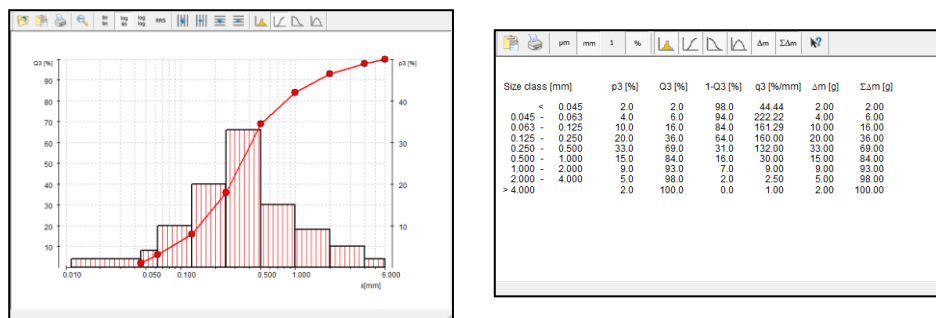 lin lin log lin log log RRS
Q3 [%] p3 [%]
90
80 40
70
60 30
50
40 20
30
20 10
10
0.010 0.050 0.100 0.500 1.000 6.000
x[mm]
µm mm 1 % Δm ΣΔm
Size class [mm] p3 [%] Q3 [%] 1-Q3 [%] q3 [%/mm] Δm [g] ΣΔm [g]
< 0.045 2.0 2.0 98.0 44.44 2.00 2.00
0.045 - 0.063 4.0 6.0 94.0 222.22 4.00 6.00
0.063 - 0.125 10.0 16.0 84.0 161.29 10.00 16.00
0.125 - 0.250 20.0 36.0 64.0 160.00 20.00 36.00
0.250 - 0.500 33.0 69.0 31.0 132.00 33.00 69.00
0.500 - 1.000 15.0 84.0 16.0 30.00 15.00 84.00
1.000 - 2.000 9.0 93.0 7.0 9.00 9.00 93.00
2.000 - 4.000 5.0 98.0 2.0 2.50 5.00 98.00
> 4.000 2.0 100.0 0.0 1.00 2.00 100.00